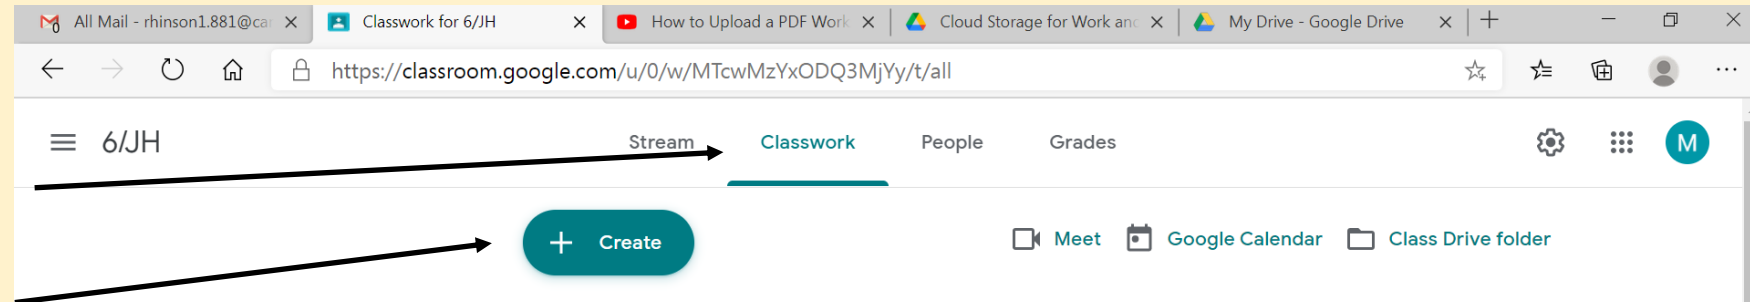 All Mail - rhinson1.881@ca Classwork for 6/JH How to Upload a PDF Work Cloud Storage for Work an My Drive - Google Drive
https://classroom.google.com/u/0/w/MTcwMzYxODQ3MjYy/t/all
6/JH Stream Classwork People Grades M
+ Create Meet Google Calendar Class Drive folder